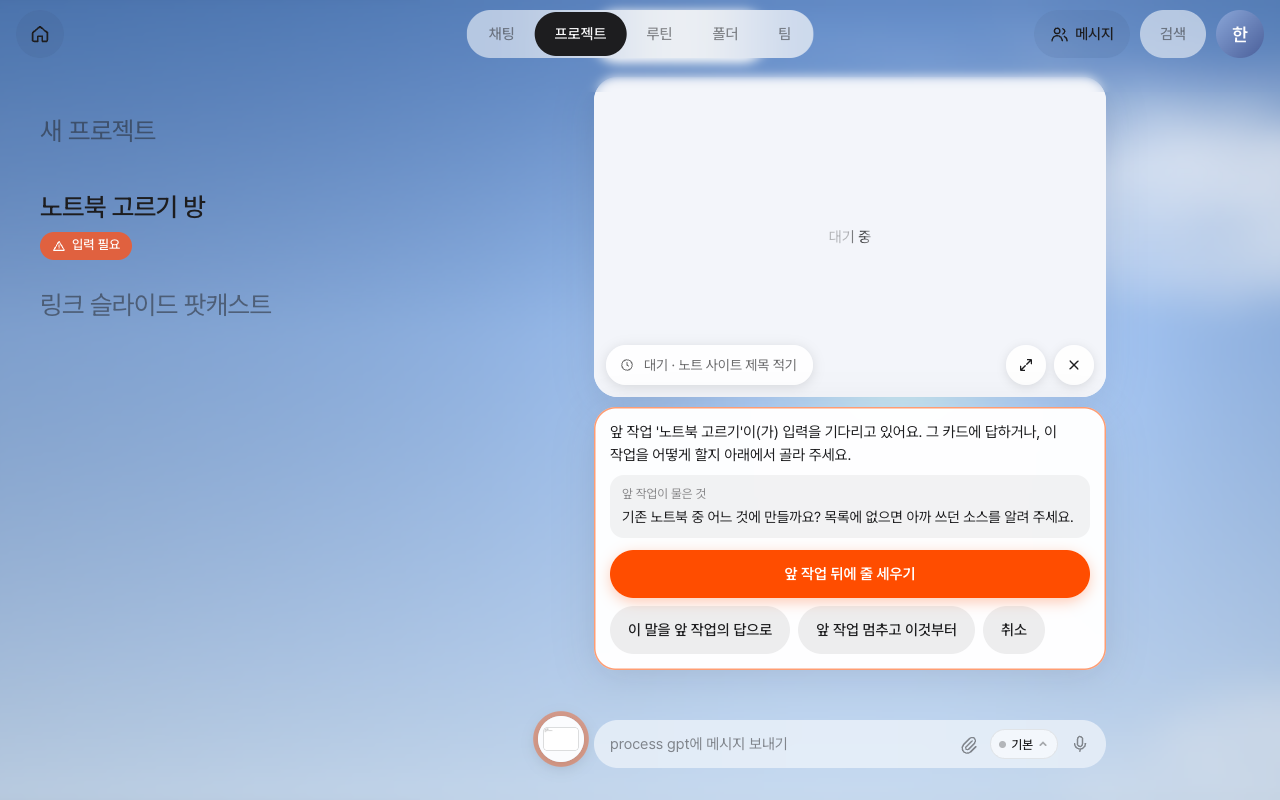 채팅
프로젝트
루틴
폴더
팀
메시지
검색
한
새 프로젝트
노트북 고르기 방
입력 필요
링크 슬라이드 팟캐스트
대기 중
대기 · 노트 사이트 제목 적기
앞 작업 '노트북 고르기'이(가) 입력을 기다리고 있어요. 그 카드에 답하거나, 이
작업을 어떻게 할지 아래에서 골라 주세요.
앞 작업이 물은 것
기존 노트북 중 어느 것에 만들까요? 목록에 없으면 아까 쓰던 소스를 알려 주세요.
앞 작업 뒤에 줄 세우기
이 말을 앞 작업의 답으로
앞 작업 멈추고 이것부터
취소
process gpt에 메시지 보내기
기본